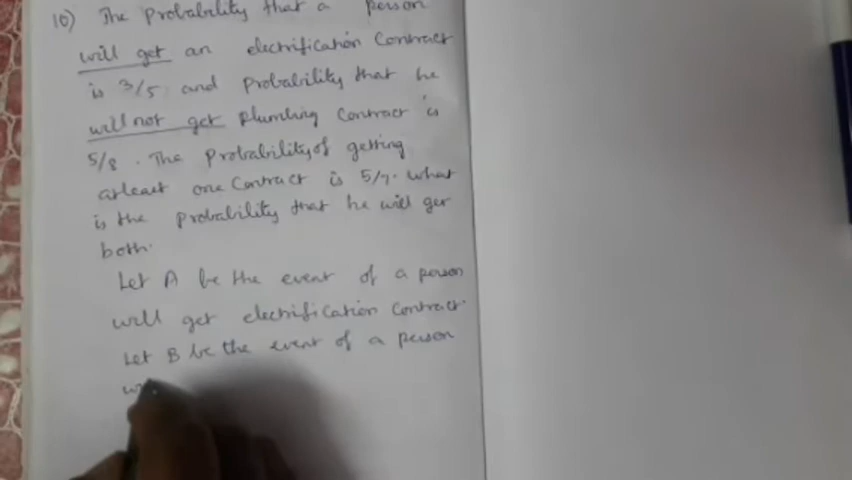 10) The Probability that a person
will get an electrification Contract
is 3/5 and Probability that he
will not get plumbing Contract is
5/8. The Probability of getting
atleast one Contract is 5/7. what
is the probability that he will get
both.
Let A be the event of a person
will get electrification Contract.
Let B be the event of a person